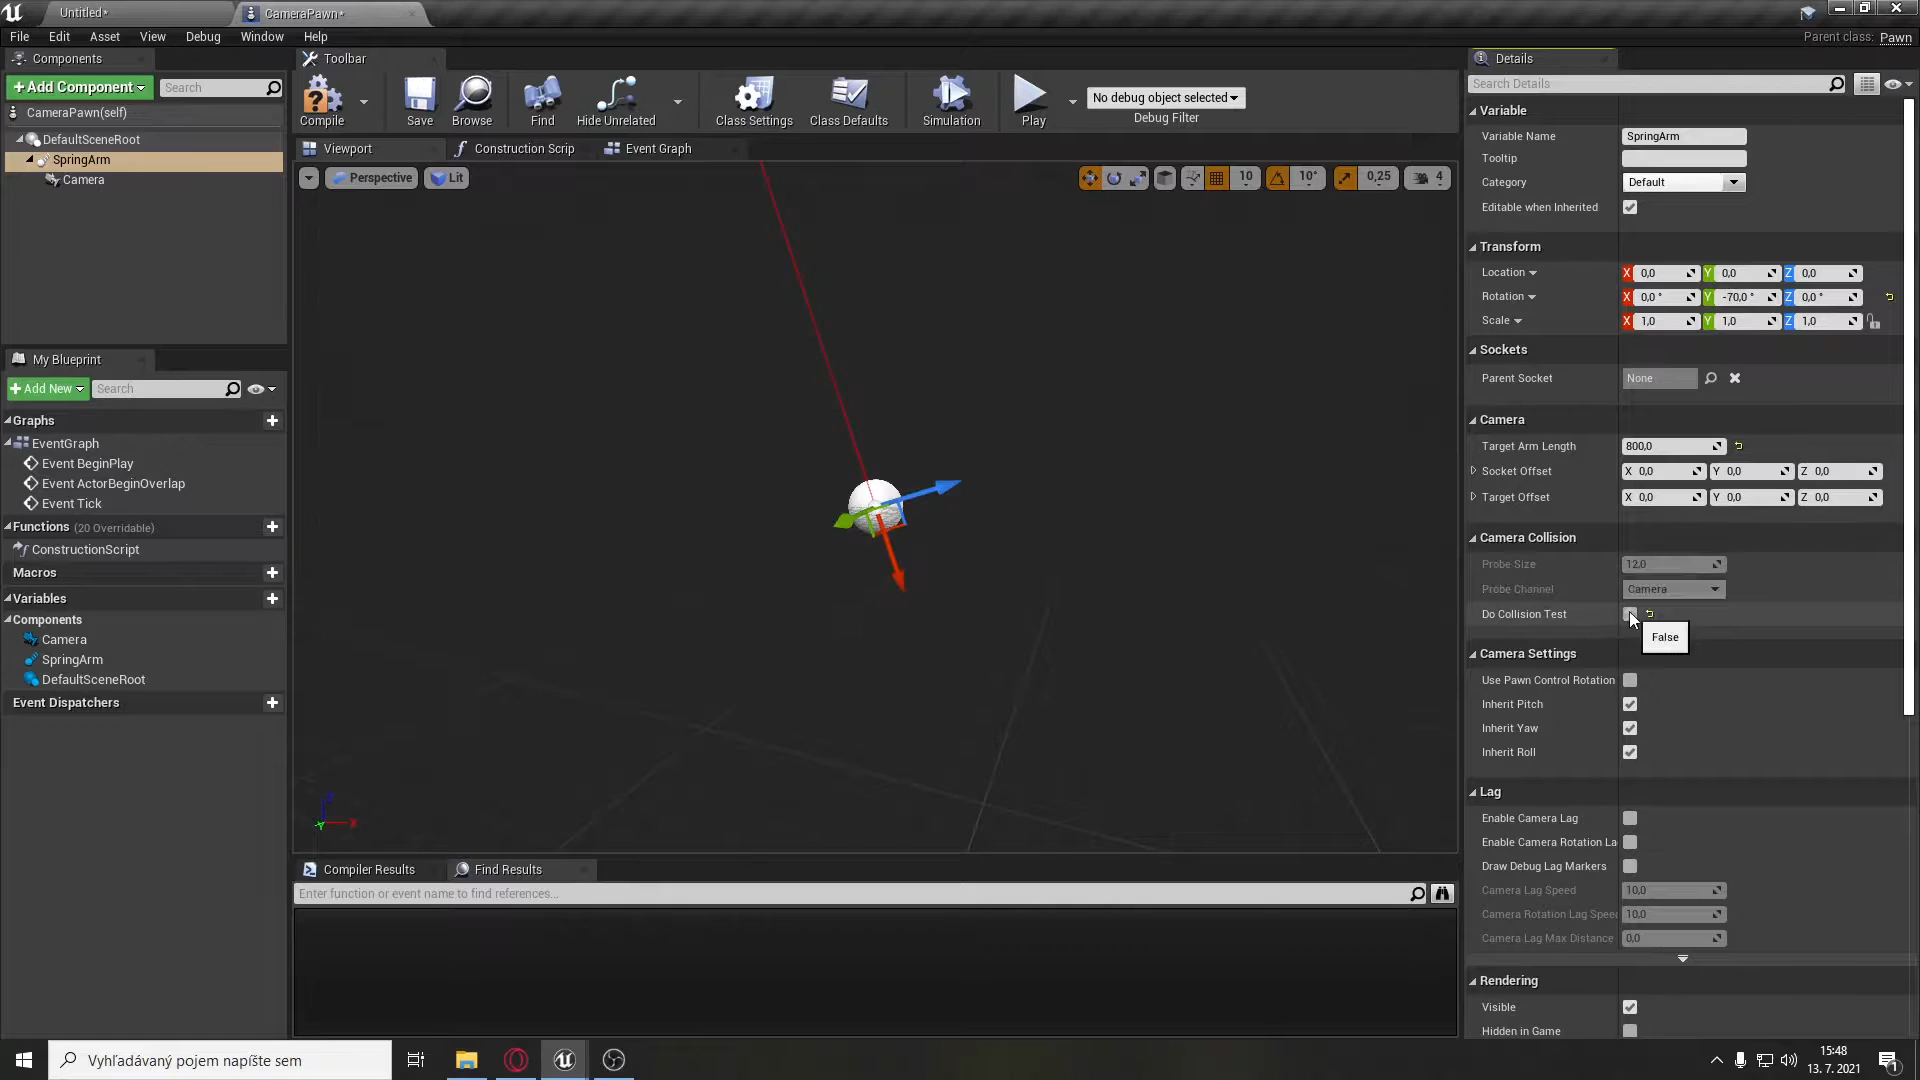 Untitled*
CameraPawn*
File Edit Asset View Debug Window Help
Parent class: Pawn
Components
+Add Component
Search
CameraPawn(self)
DefaultSceneRoot
SpringArm
Camera
My Blueprint
+Add New
Search
Graphs
EventGraph
Event BeginPlay
Event ActorBeginOverlap
Event Tick
Functions (20 Overridable)
ConstructionScript
Macros
Variables
Components
Camera
SpringArm
DefaultSceneRoot
Event Dispatchers
Toolbar
Compile Save Browse Find Hide Unrelated Class Settings Class Defaults Simulation Play
No debug object selected
Debug Filter
Viewport Construction Scrip Event Graph
Perspective Lit 10 10° 0,25 4
Z
Y X
Compiler Results Find Results
Enter function or event name to find references...
Details
Search Details
Variable
Variable Name SpringArm
Tooltip
Category Default
Editable when Inherited
Transform
Location X 0,0 Y 0,0 Z 0,0
Rotation X 0,0 ° Y -70,0 ° Z 0,0 °
Scale X 1,0 Y 1,0 Z 1,0
Sockets
Parent Socket None
Camera
Target Arm Length 800,0
Socket Offset X 0,0 Y 0,0 Z 0,0
Target Offset X 0,0 Y 0,0 Z 0,0
Camera Collision
Probe Size 12,0
Probe Channel Camera
Do Collision Test
False
Camera Settings
Use Pawn Control Rotation
Inherit Pitch
Inherit Yaw
Inherit Roll
Lag
Enable Camera Lag
Enable Camera Rotation La
Draw Debug Lag Markers
Camera Lag Speed 10,0
Camera Rotation Lag Speed 10,0
Camera Lag Max Distance 0,0
Rendering
Visible
Hidden in Game
Vyhľadávaný pojem napíšte sem
15:48
13. 7. 2021
1